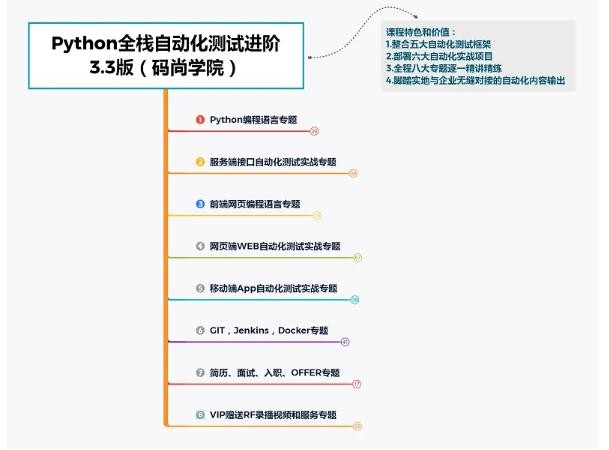 Python全栈自动化测试进阶
3.3版（码尚学院）
课程特色和价值：
1.整合五大自动化测试框架
2.部署六大自动化实战项目
3.全程八大专题逐一精讲精练
4.脚踏实地与企业无缝对接的自动化内容输出
1 Python编程语言专题
2 服务端接口自动化测试实战专题
3 前端网页编程语言专题
4 网页端WEB自动化测试实战专题
5 移动端App自动化测试实战专题
6 GIT，Jenkins，Docker专题
41
7 简历、面试、入职、OFFER专题
17
8 VIP赠送RF录播视频和服务专题